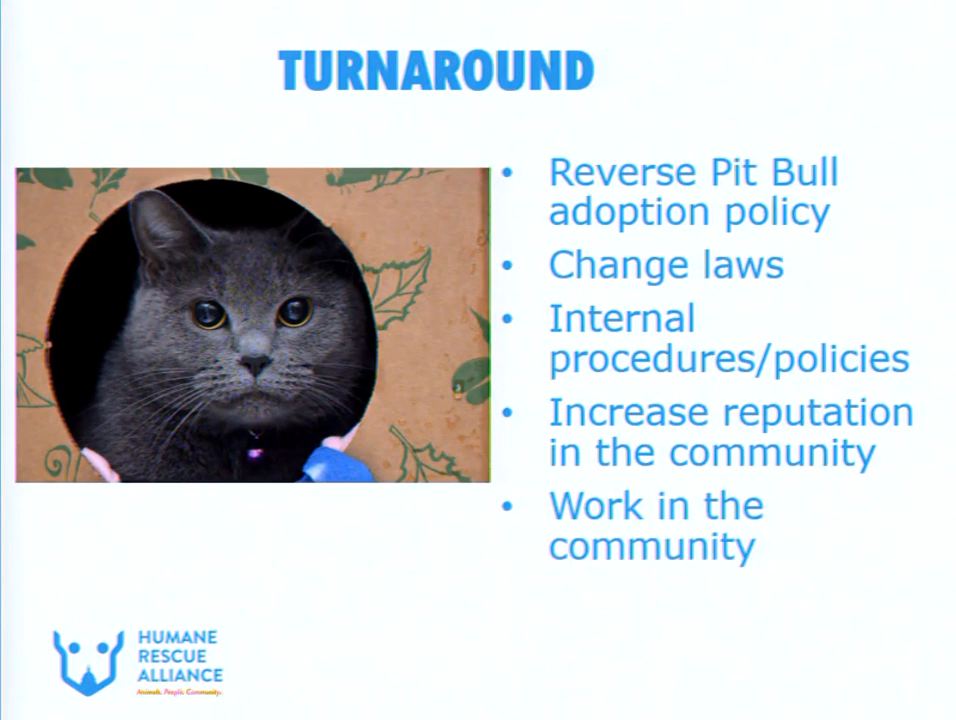 TURNAROUND
• Reverse Pit Bull
adoption policy
• Change laws
• Internal
procedures/policies
• Increase reputation
in the community
• Work in the
community
HUMANE
RESCUE
ALLIANCE
Animals. People. Community.